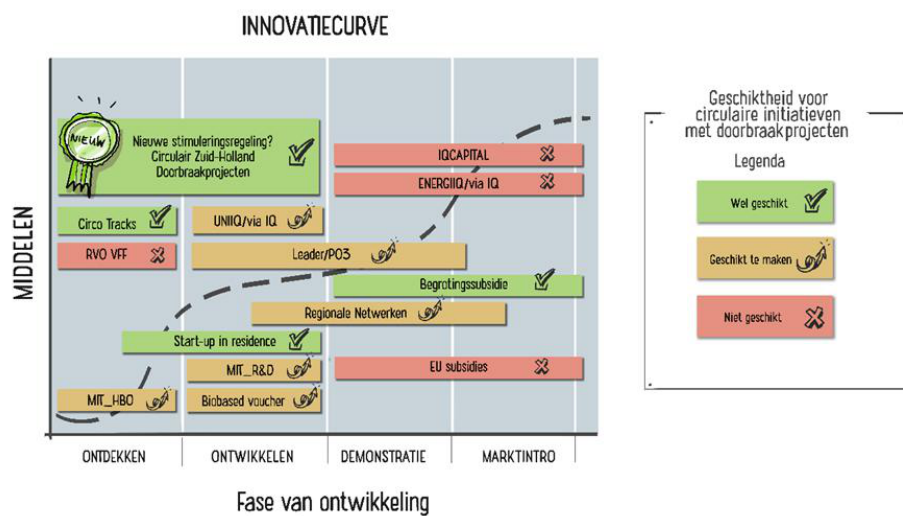 INNOVATIECURVE
NIEUW
Nieuwe stimuleringsregeling?
Circulair Zuid-Holland
Doorbraakprojecten
IQCAPITAL
ENERGIIQ/via IQ
Circo Tracks
UNIIQ/via IQ
RVO VFF
Leader/PO3
Begrotingssubsidie
Regionale Netwerken
Start-up in residence
MIT_R&D
EU subsidies
MIT_HBO
Biobased voucher
MIDDELEN
ONTDEKKEN
ONTWIKKELEN
DEMONSTRATIE
MARKTINTRO
Fase van ontwikkeling
Geschiktheid voor
circulaire initiatieven
met doorbraakprojecten
Legenda
Wel geschikt
Geschikt te maken
Niet geschikt